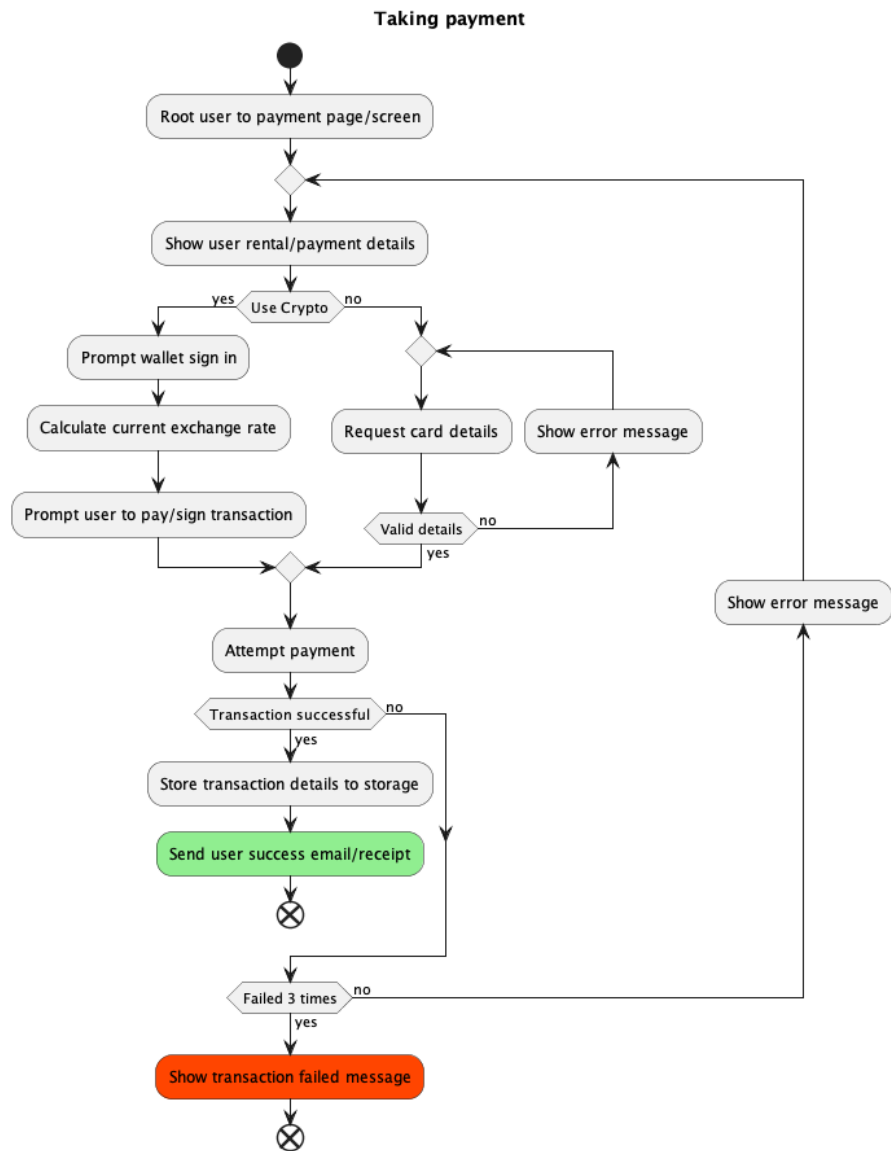 Taking payment
Root user to payment page/screen
Show user rental/payment details
yes
Use Crypto
no
Prompt wallet sign in
Calculate current exchange rate
Prompt user to pay/sign transaction
Request card details
Show error message
Valid details
no
yes
Show error message
Attempt payment
Transaction successful
no
yes
Store transaction details to storage
Send user success email/receipt
Failed 3 times
no
yes
Show transaction failed message